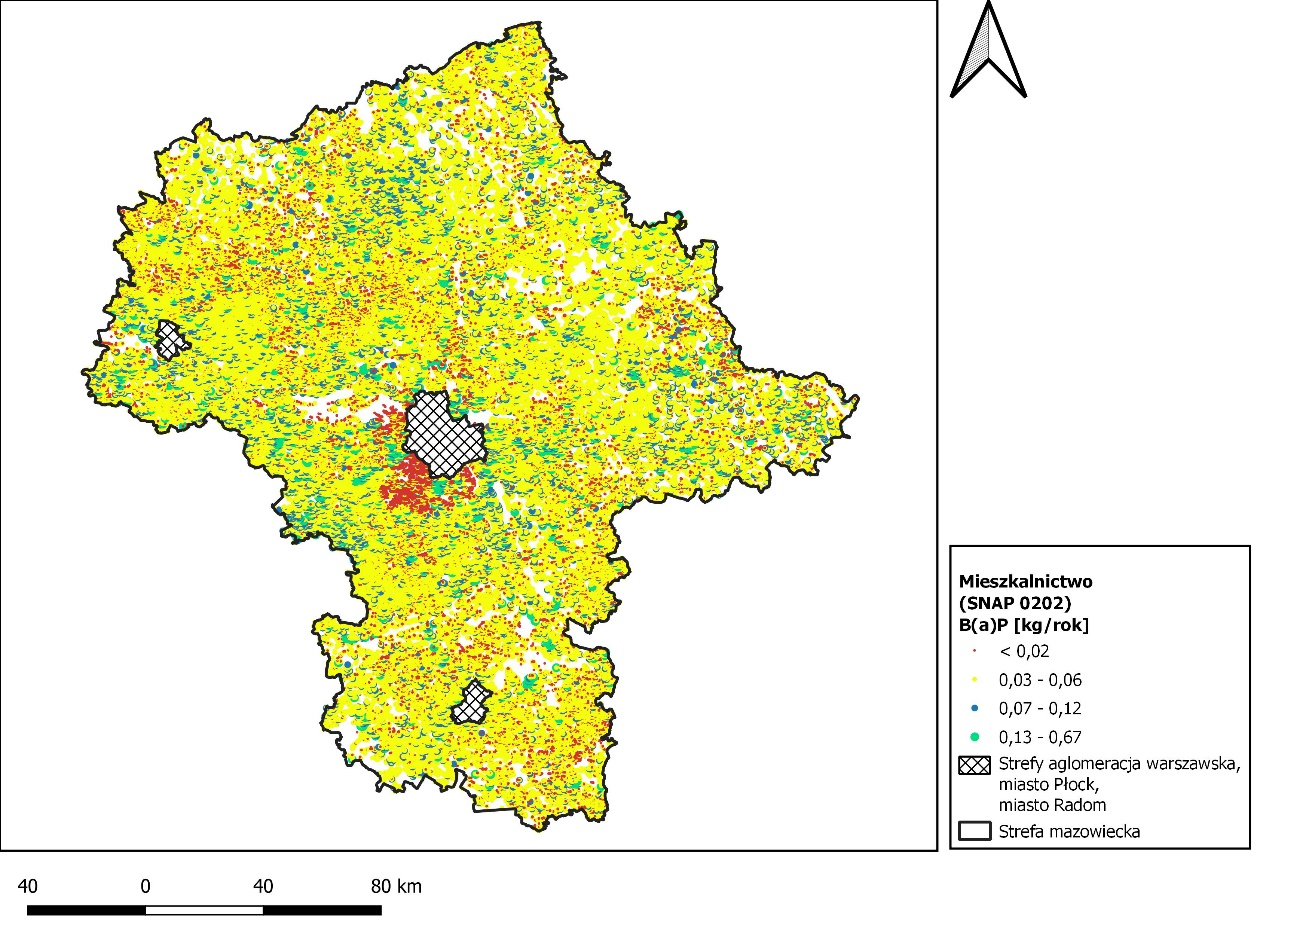 Mieszkalnictwo
(SNAP 0202)
B(a)P [kg/rok]
< 0,02
0,03 - 0,06
0,07 - 0,12
0,13 - 0,67
Strefy aglomeracja warszawska,
miasto Płock,
miasto Radom
Strefa mazowiecka
40 0 40 80 km